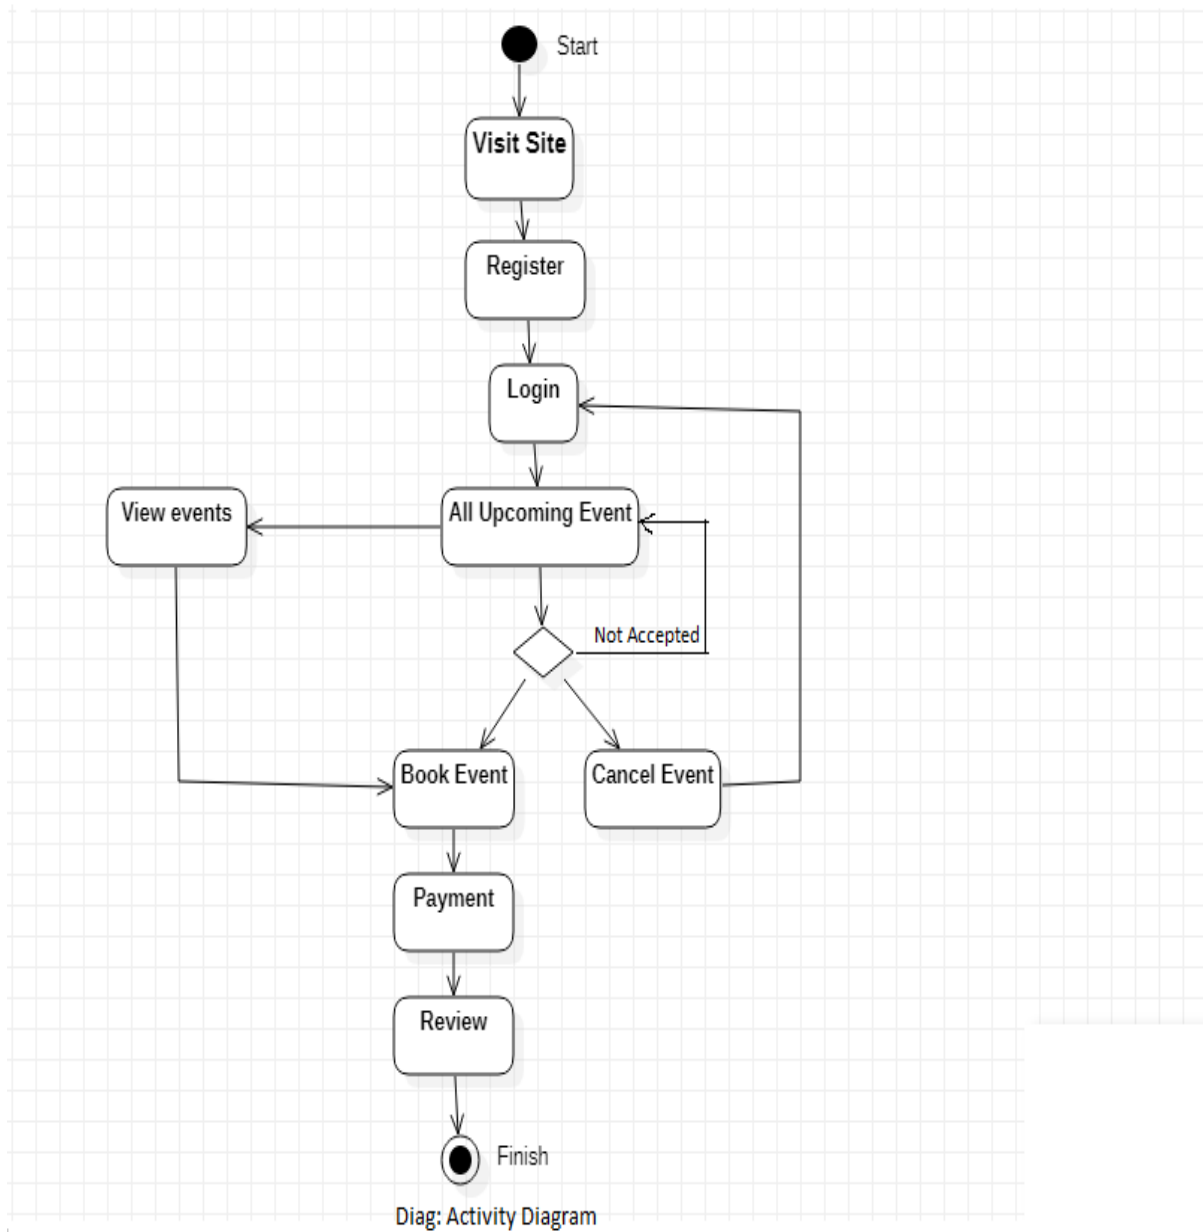 Start
Visit Site
Register
Login
View events
All Upcoming Event
Not Accepted
Book Event
Cancel Event
Payment
Review
Finish
Diag: Activity Diagram